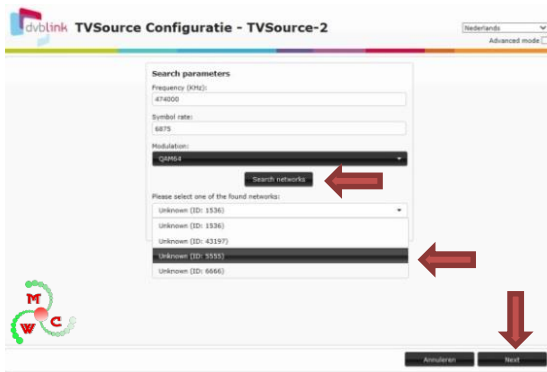 dvblink TVSource Configuratie - TVSource-2
Nederlands
Advanced mode
Search parameters
Frequency (KHz):
474000
Symbol rate:
6875
Modulation:
QAM64
Search networks
Please select one of the found networks:
Unknown (ID: 1536)
Unknown (ID: 1536)
Unknown (ID: 43197)
Unknown (ID: 5555)
Unknown (ID: 6666)
M
W C
Annuleren Next